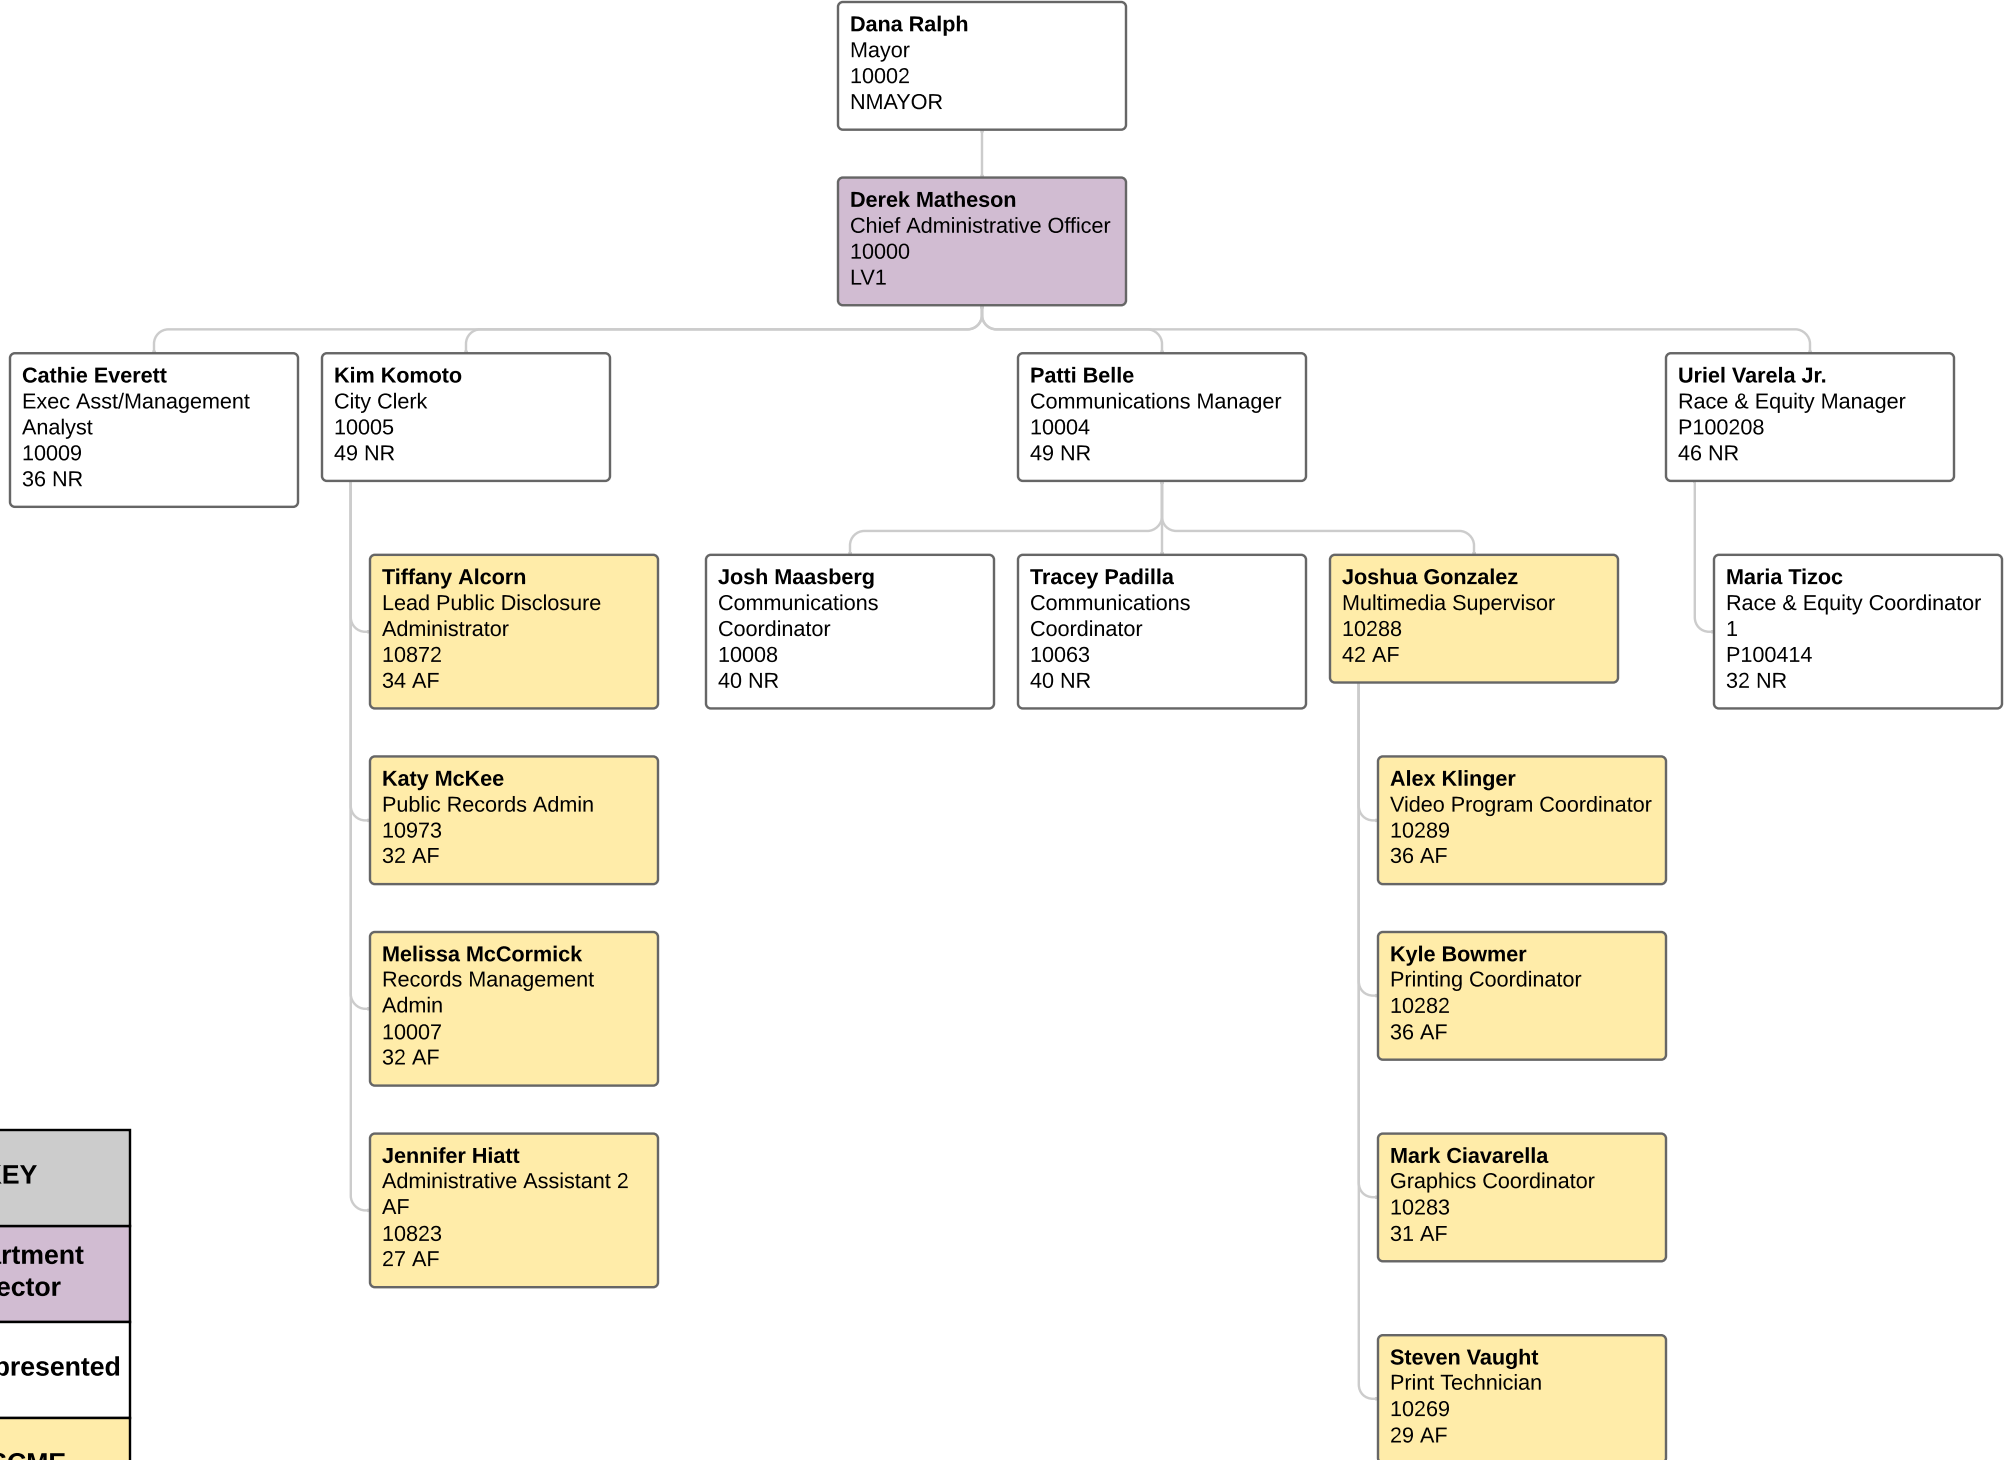 Dana Ralph
Mayor
10002
NMAYOR
Derek Matheson
Chief Administrative Officer
10000
LV1
Cathie Everett
Exec Asst/Management
Analyst
10009
36 NR
Kim Komoto
City Clerk
10005
49 NR
Patti Belle
Communications Manager
10004
49 NR
Uriel Varela Jr.
Race & Equity Manager
P100208
46 NR
Tiffany Alcorn
Lead Public Disclosure
Administrator
10872
34 AF
Josh Maasberg
Communications
Coordinator
10008
40 NR
Tracey Padilla
Communications
Coordinator
10063
40 NR
Joshua Gonzalez
Multimedia Supervisor
10288
42 AF
Maria Tizoc
Race & Equity Coordinator
1
P100414
32 NR
Katy McKee
Public Records Admin
10973
32 AF
Alex Klinger
Video Program Coordinator
10289
36 AF
Melissa McCormick
Records Management
Admin
10007
32 AF
Kyle Bowmer
Printing Coordinator
10282
36 AF
Jennifer Hiatt
Administrative Assistant 2
AF
10823
27 AF
Mark Ciavarella
Graphics Coordinator
10283
31 AF
Steven Vaught
Print Technician
10269
29 AF
EY
rtment
ector
presented